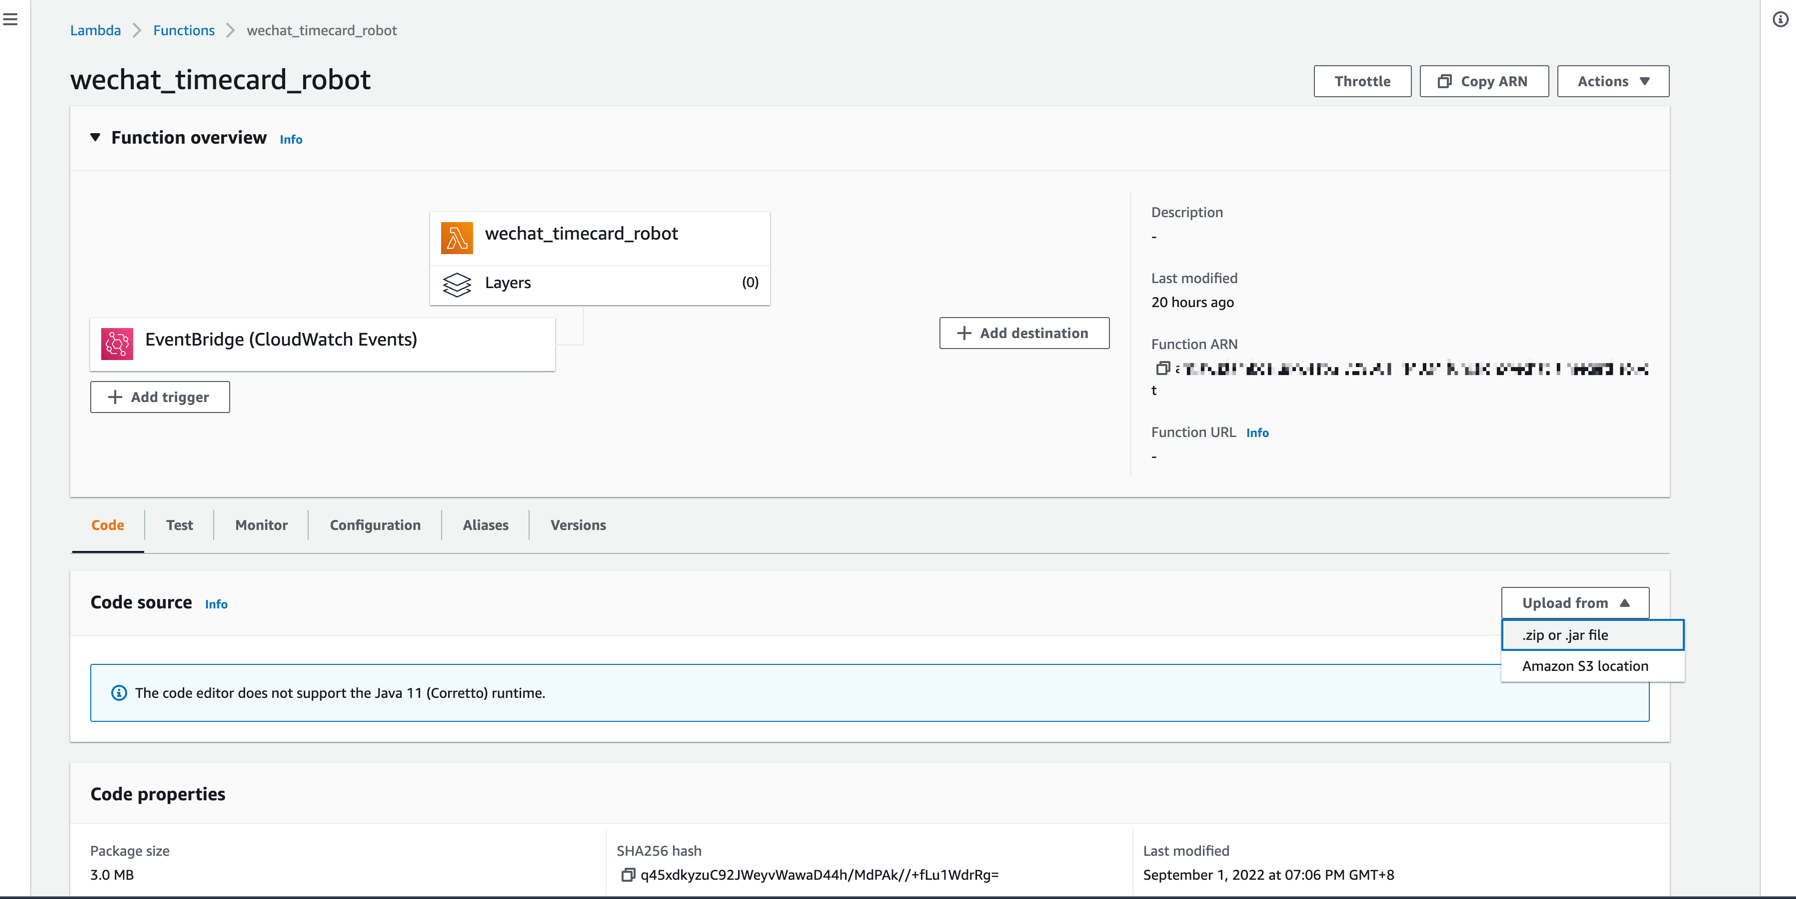 Lambda Functions wechat_timecard_robot
wechat_timecard_robot
Throttle
Copy ARN
Actions
Function overview Info
wechat_timecard_robot
Layers (0)
EventBridge (CloudWatch Events)
Add trigger
Add destination
Description
-
Last modified
20 hours ago
Function ARN
t
Function URL Info
-
Code Test Monitor Configuration Aliases Versions
Code source Info
Upload from
.zip or .jar file
Amazon S3 location
The code editor does not support the Java 11 (Corretto) runtime.
Code properties
Package size
3.0 MB
SHA256 hash
q45xdkyzuC92JWeyvWawaD44h/MdPAk//+fLu1WdrRg=
Last modified
September 1, 2022 at 07:06 PM GMT+8